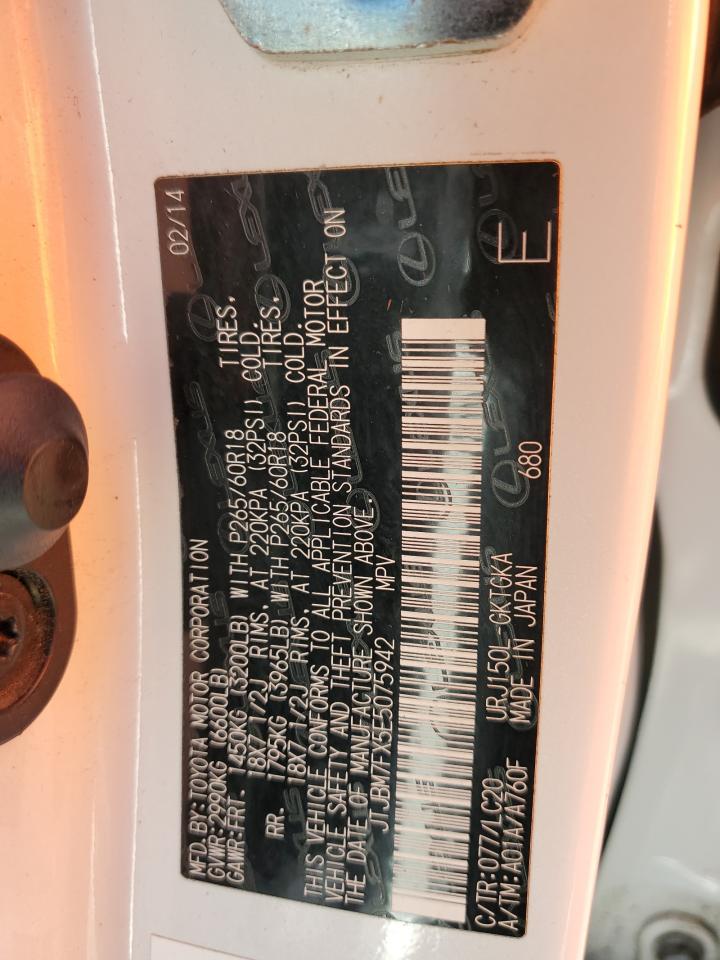 MFD. BY: TOYOTA MOTOR CORPORATION 02/14
GVWR: 2990KG (6600LB)
GAWR: FRT. 1450KG (3200LB) WITH P265/60R18 TIRES,
18X7 1/2J RIMS, AT 220KPA (32PSI) COLD.
RR. 1795KG (3965LB) WITH P265/60R18 TIRES,
18X7 1/2J RIMS, AT 220KPA (32PSI) COLD.
THIS VEHICLE CONFORMS TO ALL APPLICABLE FEDERAL MOTOR
VEHICLE SAFETY AND THEFT PREVENTION STANDARDS IN EFFECT ON
THE DATE OF MANUFACTURE SHOWN ABOVE.
JTJBM7FX5E5075942 MPV
C/TR: 077/LC20 URJ150L-GKTGKA
A/TM: A01A/A760F MADE IN JAPAN 680 E